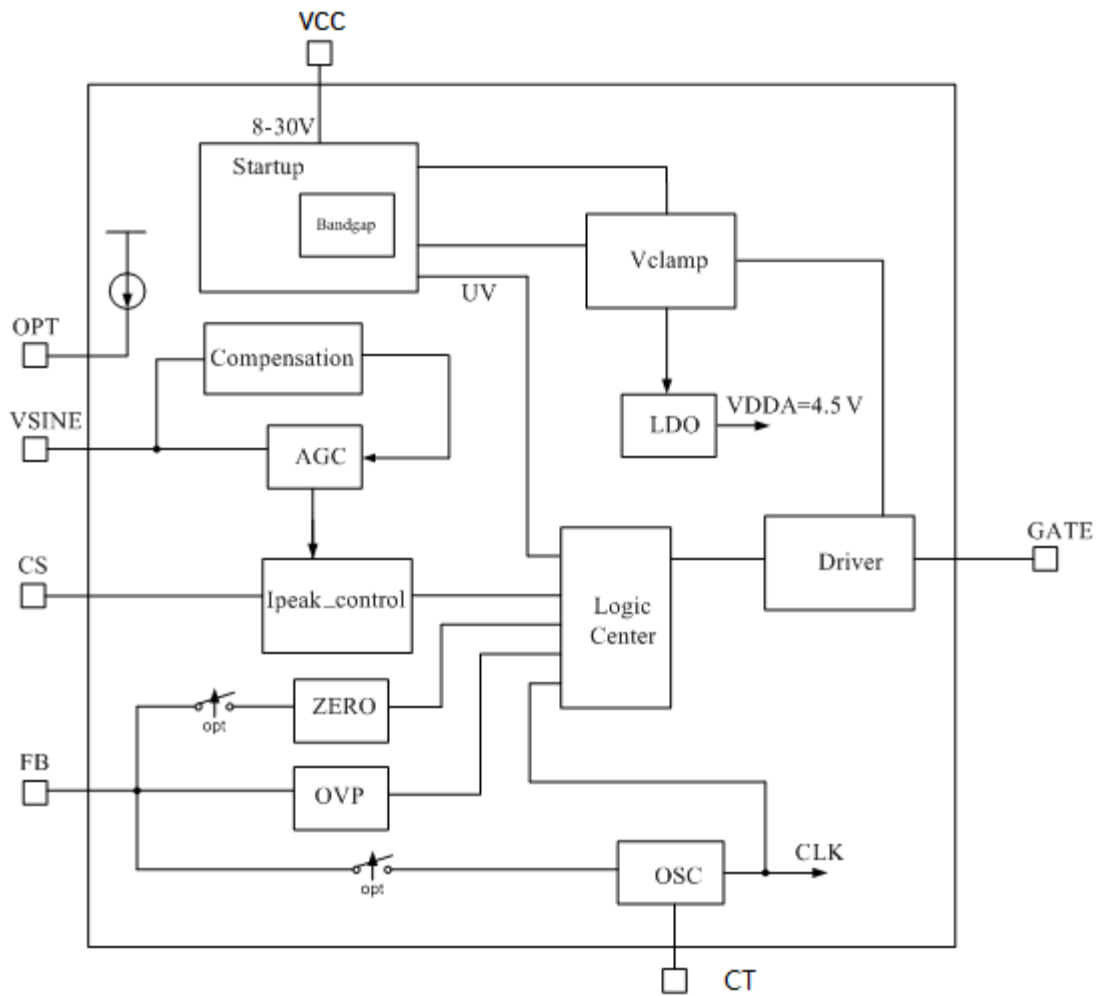 VCC
8-30V
Startup
Bandgap
Vclamp
UV
OPT
Compensation
VSINE
AGC
LDO
VDDA=4.5 V
CS
Ipeak_control
Logic
Center
Driver
GATE
ZERO
opt
FB
OVP
opt
OSC
CLK
CT